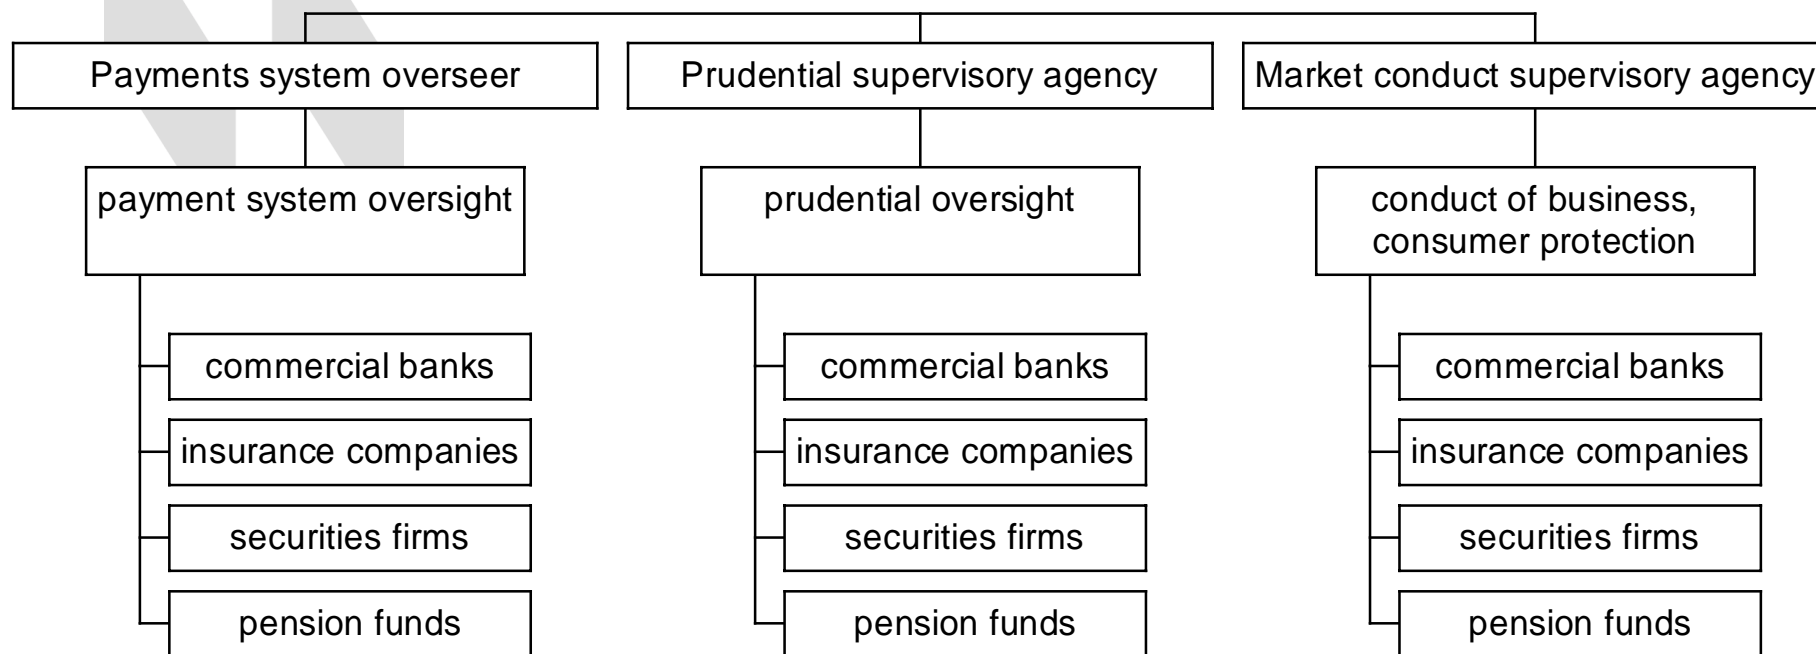 Payments system overseer
Prudential supervisory agency
Market conduct supervisory agency
payment system oversight
prudential oversight
conduct of business,
consumer protection
commercial banks
commercial banks
commercial banks
insurance companies
insurance companies
insurance companies
securities firms
securities firms
securities firms
pension funds
pension funds
pension funds